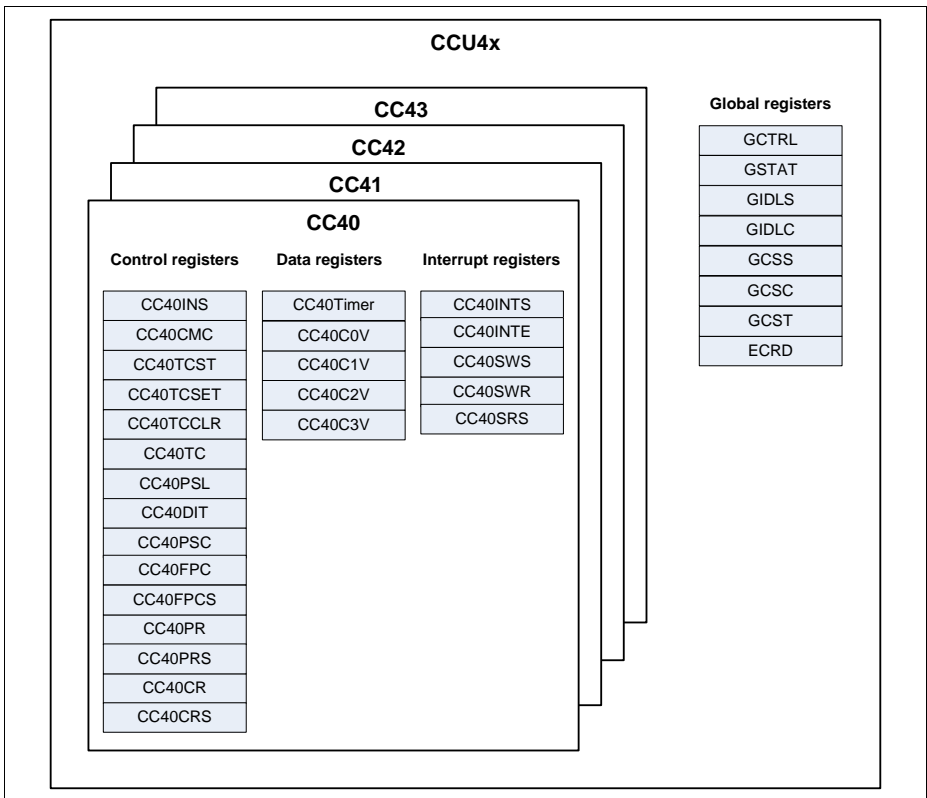 CCU4x
CC43
CC42
CC41
CC40
Control registers
CC40INS
CC40CMC
CC40TCST
CC40TCSET
CC40TCCLR
CC40TC
CC40PSL
CC40DIT
CC40PSC
CC40FPC
CC40FPCS
CC40PR
CC40PRS
CC40CR
CC40CRS
Data registers
CC40Timer
CC40C0V
CC40C1V
CC40C2V
CC40C3V
Interrupt registers
CC40INTS
CC40INTE
CC40SWS
CC40SWR
CC40SRS
Global registers
GCTRL
GSTAT
GIDLS
GIDLC
GCSS
GCSC
GCST
ECRD